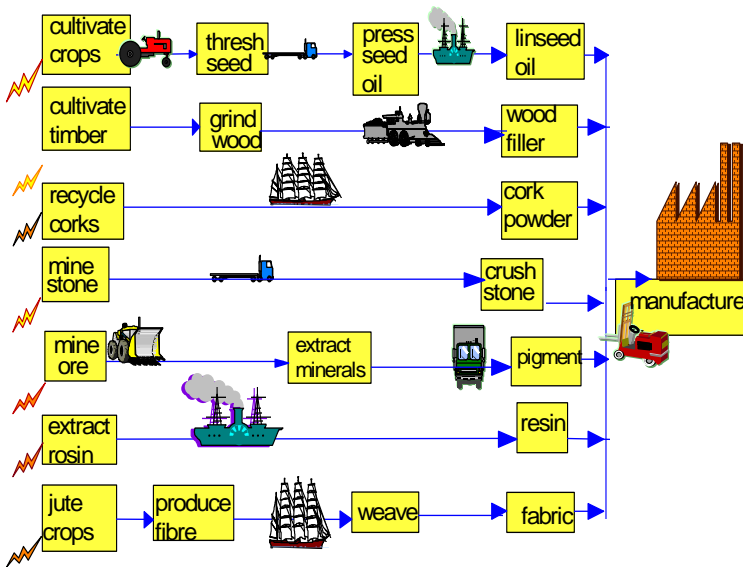 cultivate
crops
thresh
seed
press
seed
oil
linseed
oil
cultivate
timber
grind
wood
wood
filler
recycle
corks
cork
powder
mine
stone
crush
stone
manufacture
mine
ore
extract
minerals
pigment
extract
rosin
resin
jute
crops
produce
fibre
weave
fabric